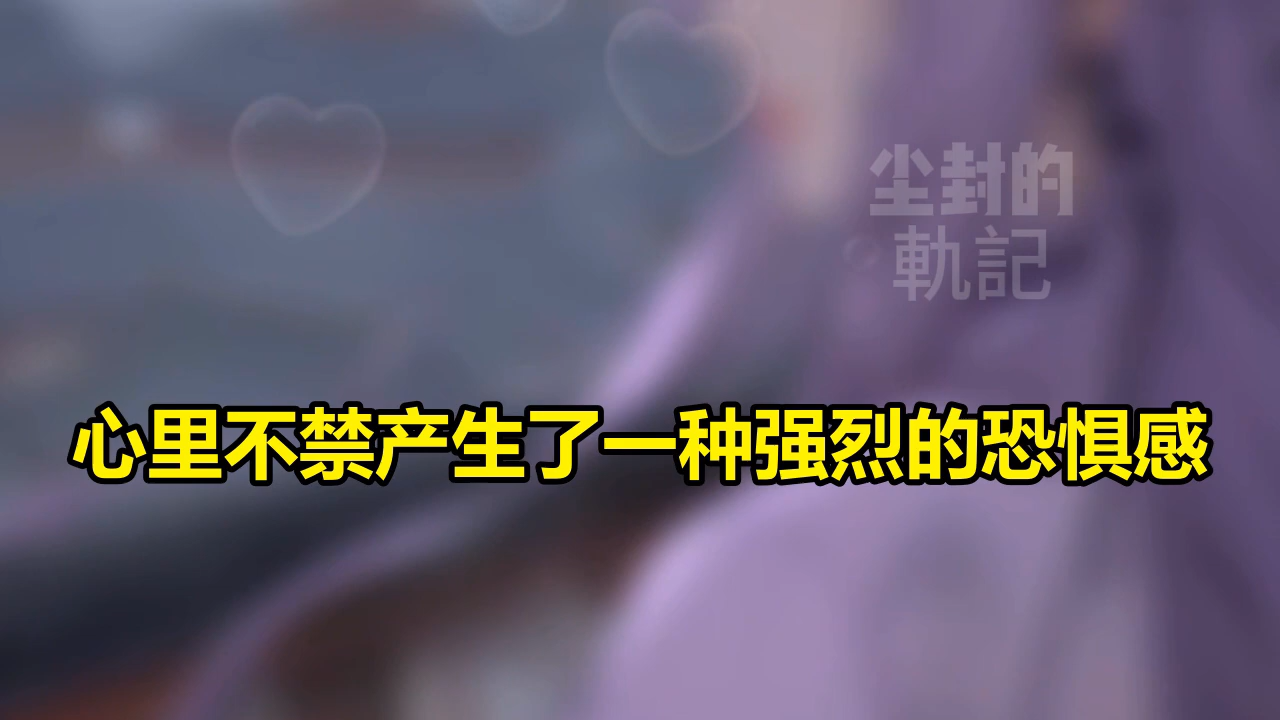 尘封的
軌記
心里不禁产生了一种强烈的恐惧感